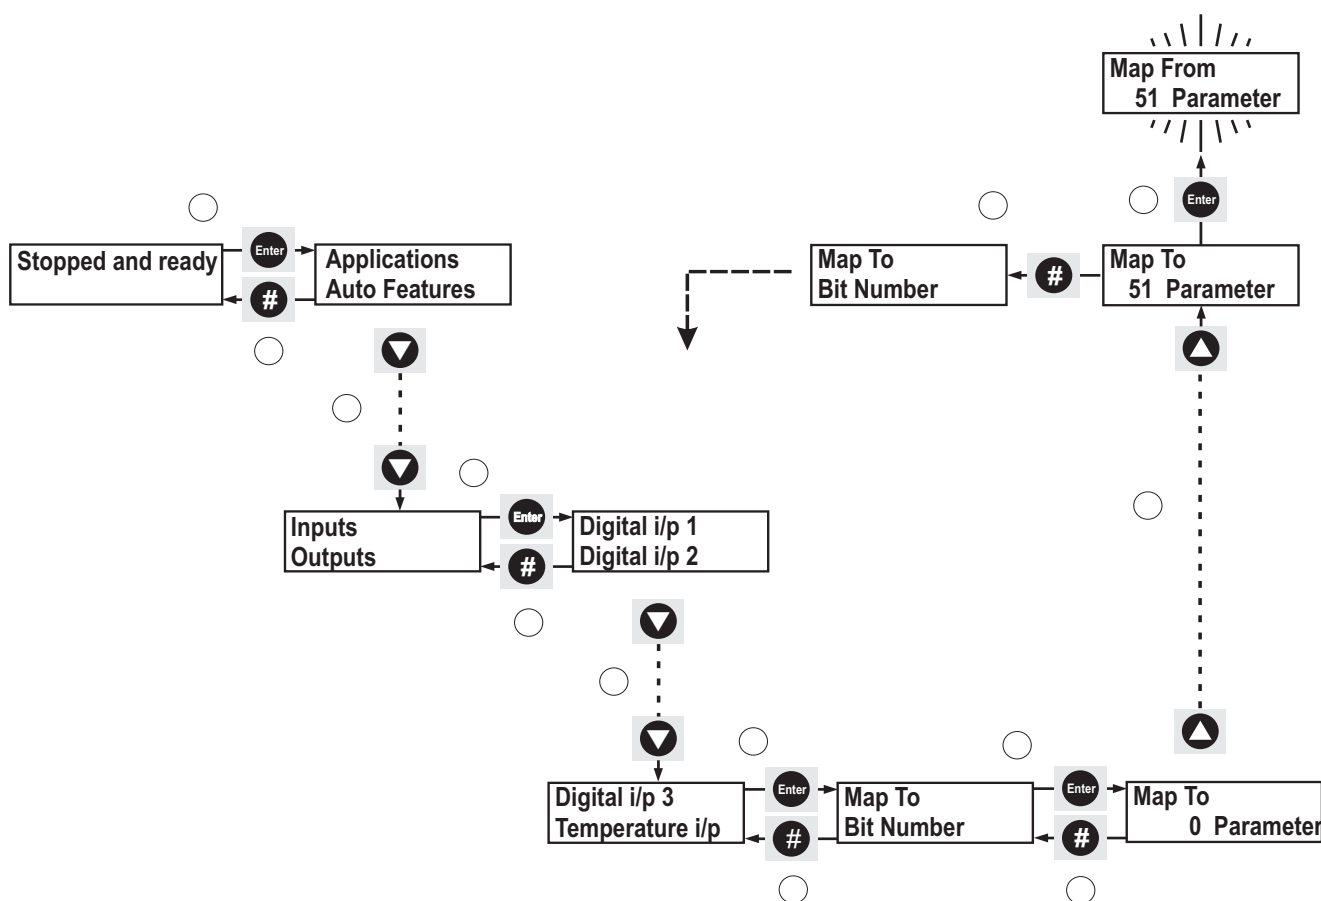 Map From
51 Parameter
Enter
Stopped and ready
Enter
#
Applications
Auto Features
Map To
Bit Number
#
Map To
51 Parameter
Inputs
Outputs
Enter
#
Digital i/p 1
Digital i/p 2
Digital i/p 3
Temperature i/p
Enter
#
Map To
Bit Number
Enter
#
Map To
0 Parameter